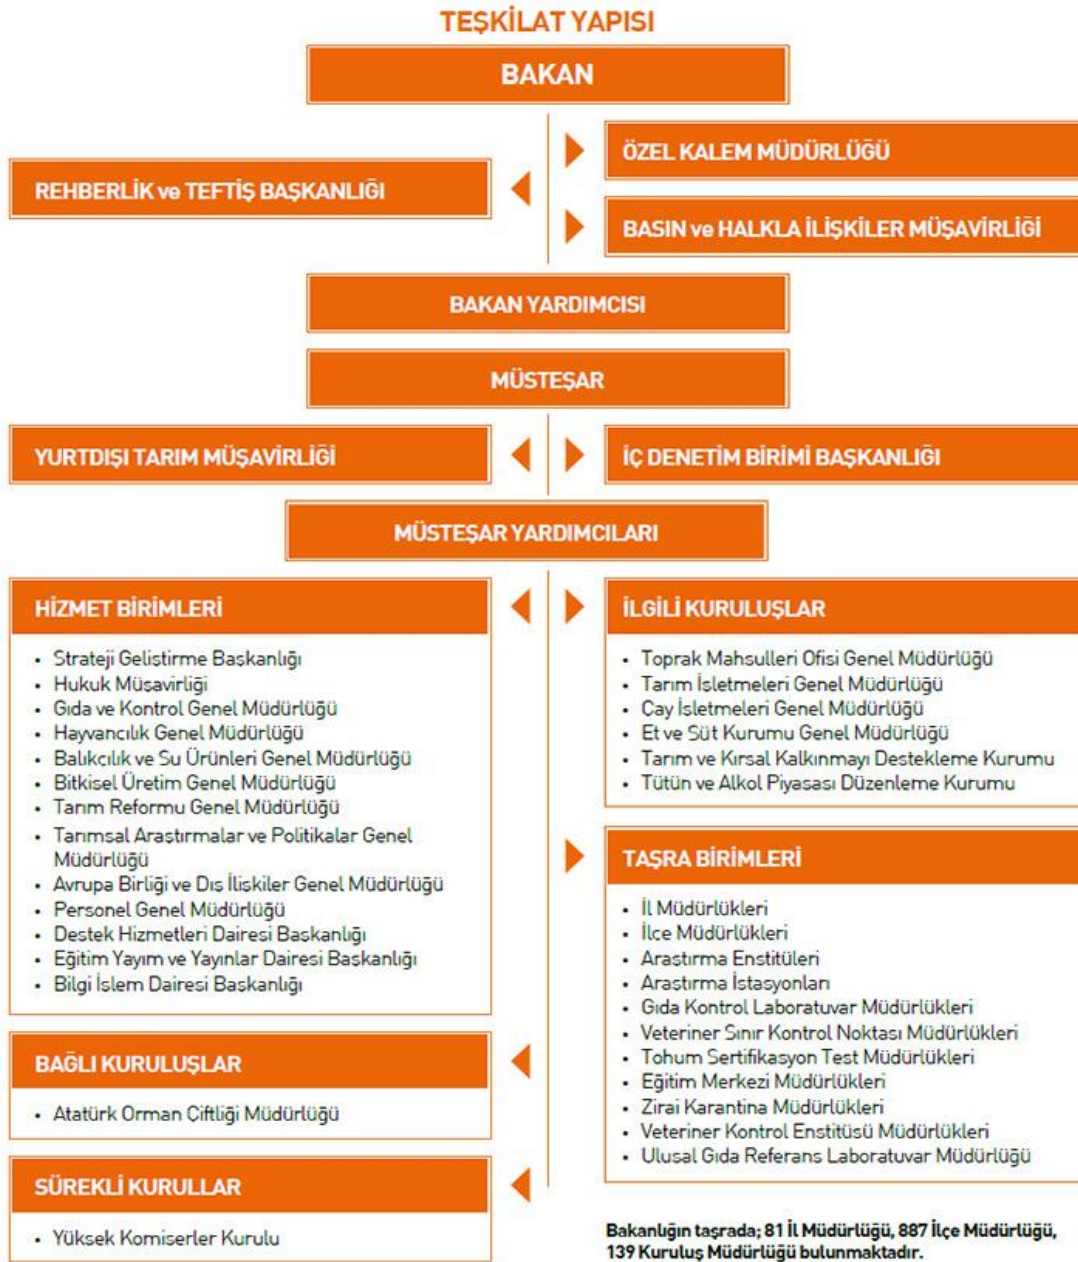 TEŞKİLAT YAPISI
BAKAN
ÖZEL KALEM MÜDÜRLÜĞÜ
REHBERLİK ve TEFTİŞ BAŞKANLIĞI
BASIN ve HALKLA İLİŞKİLER MÜŞAVİRLİĞİ
BAKAN YARDIMCISI
MÜSTEŞAR
YURTDIŞI TARIM MÜŞAVİRLİĞİ
İÇ DENETİM BİRİMİ BAŞKANLIĞI
MÜSTEŞAR YARDIMCILARI
HİZMET BİRİMLERİ
• Strateji Geliştirme Başkanlığı
• Hukuk Müşavirliği
• Gıda ve Kontrol Genel Müdürlüğü
• Hayvancılık Genel Müdürlüğü
• Balıkçılık ve Su Ürünleri Genel Müdürlüğü
• Bitkisel Üretim Genel Müdürlüğü
• Tarım Reformu Genel Müdürlüğü
• Tarımsal Araştırmalar ve Politikalar Genel
Müdürlüğü
• Avrupa Birliği ve Dış İlişkiler Genel Müdürlüğü
• Personel Genel Müdürlüğü
• Destek Hizmetleri Dairesi Başkanlığı
• Eğitim Yayım ve Yayınlar Dairesi Başkanlığı
• Bilgi İşlem Dairesi Başkanlığı
BAĞLI KURULUŞLAR
• Atatürk Orman Çiftliği Müdürlüğü
SÜREKLİ KURULLAR
• Yüksek Komiserler Kurulu
İLGİLİ KURULUŞLAR
• Toprak Mahsulleri Ofisi Genel Müdürlüğü
• Tarım İşletmeleri Genel Müdürlüğü
• Çay İşletmeleri Genel Müdürlüğü
• Et ve Süt Kurumu Genel Müdürlüğü
• Tarım ve Kırsal Kalkınmayı Destekleme Kurumu
• Tütün ve Alkol Piyasası Düzenleme Kurumu
TAŞRA BİRİMLERİ
• İl Müdürlükleri
• İlçe Müdürlükleri
• Araştırma Enstitüleri
• Araştırma İstasyonları
• Gıda Kontrol Laboratuvar Müdürlükleri
• Veteriner Sınır Kontrol Noktası Müdürlükleri
• Tohum Sertifikasyon Test Müdürlükleri
• Eğitim Merkezi Müdürlükleri
• Zirai Karantina Müdürlükleri
• Veteriner Kontrol Enstitüsü Müdürlükleri
• Ulusal Gıda Referans Laboratuvar Müdürlüğü
Bakanlığın taşrada; 81 İl Müdürlüğü, 887 İlçe Müdürlüğü,
139 Kuruluş Müdürlüğü bulunmaktadır.